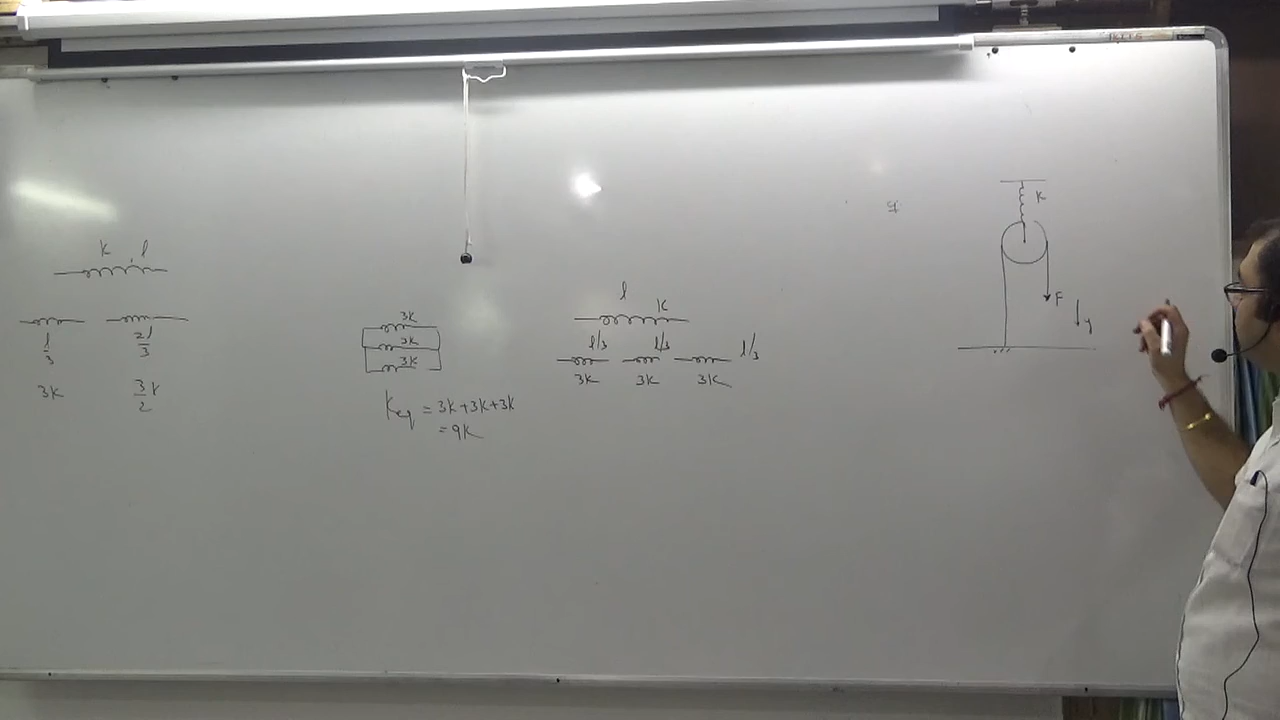 k l
l/3 2l/3
3k 3/2 k
3k
3k
3k
Keq = 3k+3k+3k
= 9k
l k
l/3 l/3 l/3
3k 3k 3k
k
F
y